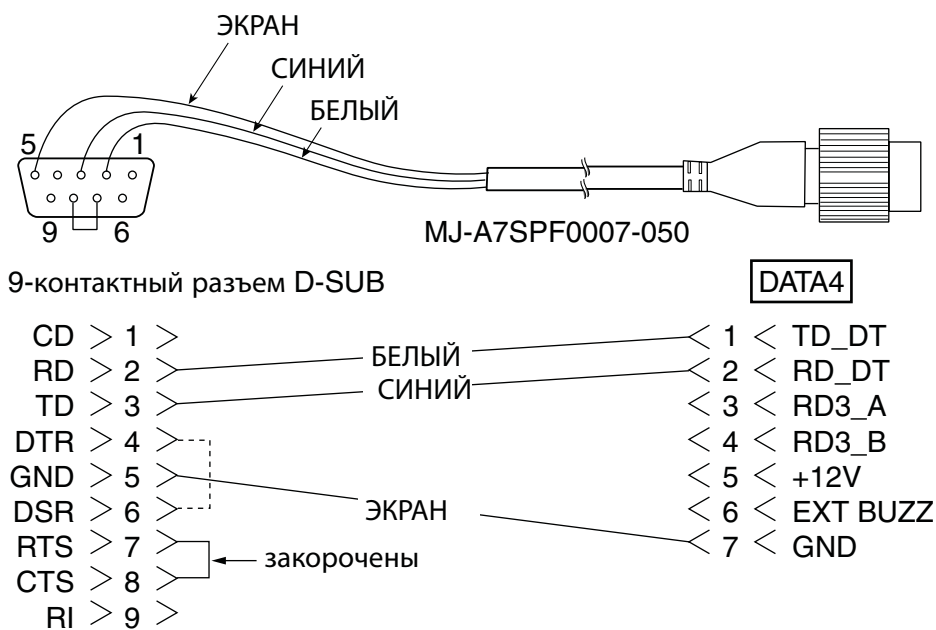 ЭКРАН
СИНИЙ
БЕЛЫЙ
5 1
9 6
MJ-A7SPF0007-050
9-контактный разъем D-SUB DATA4
CD > 1 > < 1 < TD_DT
БЕЛЫЙ
RD > 2 > < 2 < RD_DT
СИНИЙ
TD > 3 > < 3 < RD3_A
DTR > 4 > < 4 < RD3_B
GND > 5 > < 5 < +12V
DSR > 6 > ЭКРАН < 6 < EXT BUZZ
RTS > 7 > < 7 < GND
закорочены
CTS > 8 >
RI > 9 >